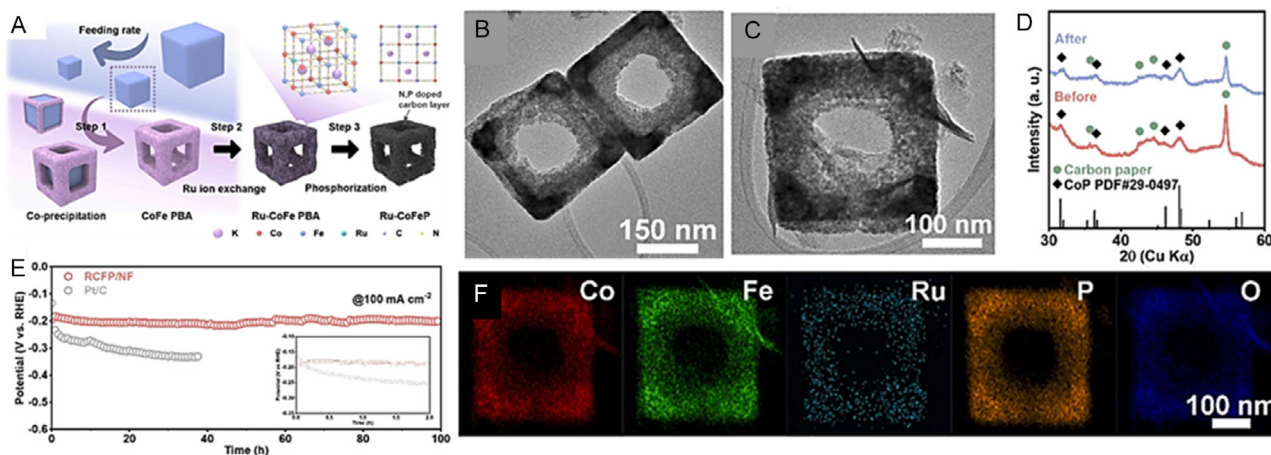 A
Feeding rate
N,P doped
carbon layer
Step 1
Step 2
Step 3
Ru ion exchange
Phosphorization
Co-precipitation
CoFe PBA
Ru-CoFe PBA
Ru-CoFeP
K
Co
Fe
Ru
C
N
B
150 nm
C
100 nm
D
After
Before
Carbon paper
CoP PDF#29-0497
Intensity (a. u.)
30
40
50
60
2θ (Cu Kα)
E
RCFP/NF
Pt/C
@100 mA cm⁻²
Potential (V vs. RHE)
0.0
-0.1
-0.2
-0.3
-0.4
-0.5
-0.6
0
20
40
60
80
100
Time (h)
Time (h)
F
Co
Fe
Ru
P
O
100 nm